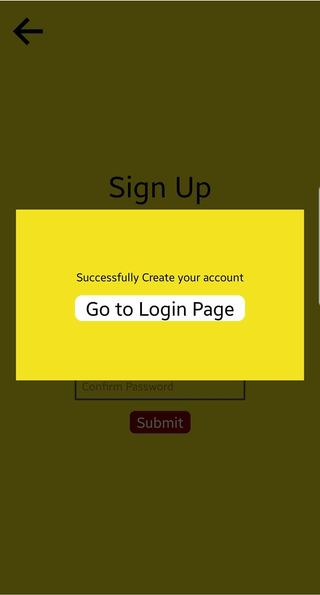 Sign Up
Successfully Create your account
Go to Login Page
Confirm Password
Submit